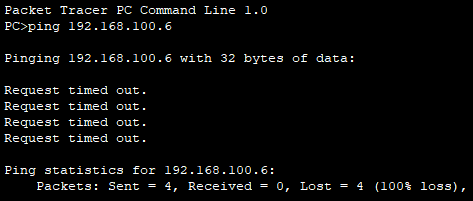 Packet Tracer PC Command Line 1.0
PC>ping 192.168.100.6
Pinging 192.168.100.6 with 32 bytes of data:
Request timed out.
Request timed out.
Request timed out.
Request timed out.
Ping statistics for 192.168.100.6:
    Packets: Sent = 4, Received = 0, Lost = 4 (100% loss),